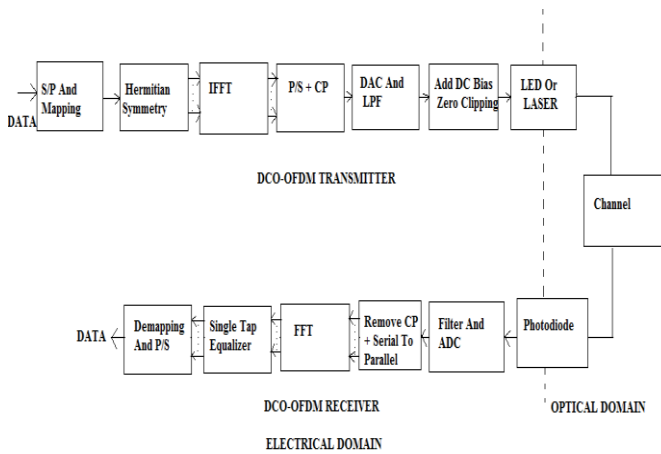 S/P And
Mapping
DATA
Hermitian
Symmetry
IFFT
P/S + CP
DAC And
LPF
Add DC Bias
Zero Clipping
LED Or
LASER
DCO-OFDM TRANSMITTER
Channel
DATA
Demapping
And P/S
Single Tap
Equalizer
FFT
Remove CP
+ Serial To
Parallel
Filter And
ADC
Photodiode
DCO-OFDM RECEIVER
OPTICAL DOMAIN
ELECTRICAL DOMAIN